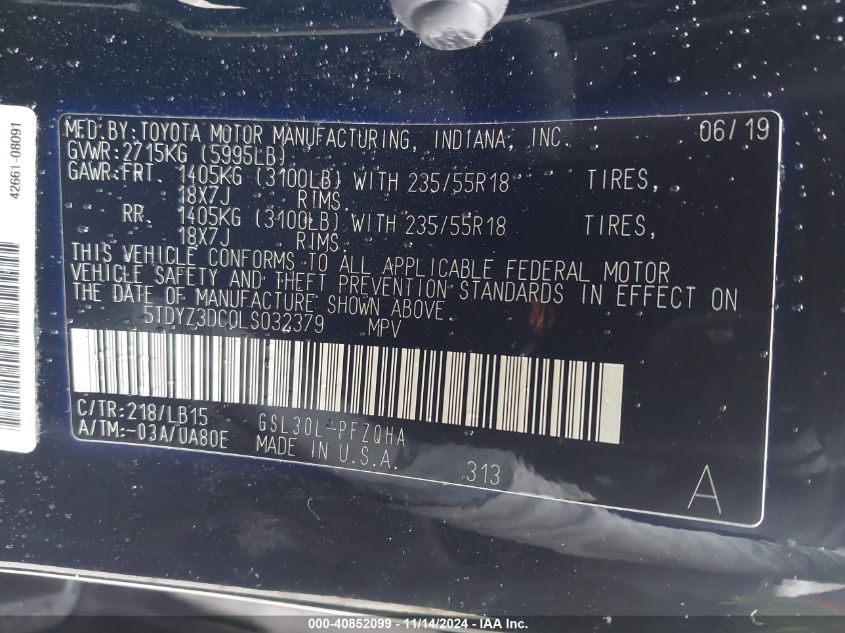 42661-08091
MFD.BY:TOYOTA MOTOR MANUFACTURING, INDIANA, INC. 06/19
GVWR:2715KG (5995LB)
GAWR:FRT. 1405KG (3100LB) WITH 235/55R18 TIRES,
18X7J RIMS.
RR. 1405KG (3100LB) WITH 235/55R18 TIRES,
18X7J RIMS.
THIS VEHICLE CONFORMS TO ALL APPLICABLE FEDERAL MOTOR
VEHICLE SAFETY AND THEFT PREVENTION STANDARDS IN EFFECT ON
THE DATE OF MANUFACTURE SHOWN ABOVE.
5TDYZ3DC0LS032379 MPV
C/TR:218/LB15 GSL30L-PFZQHA
A/TM:-03A/UA80E MADE IN U.S.A. 313
A
000-40852099 - 11/14/2024 - IAA Inc.